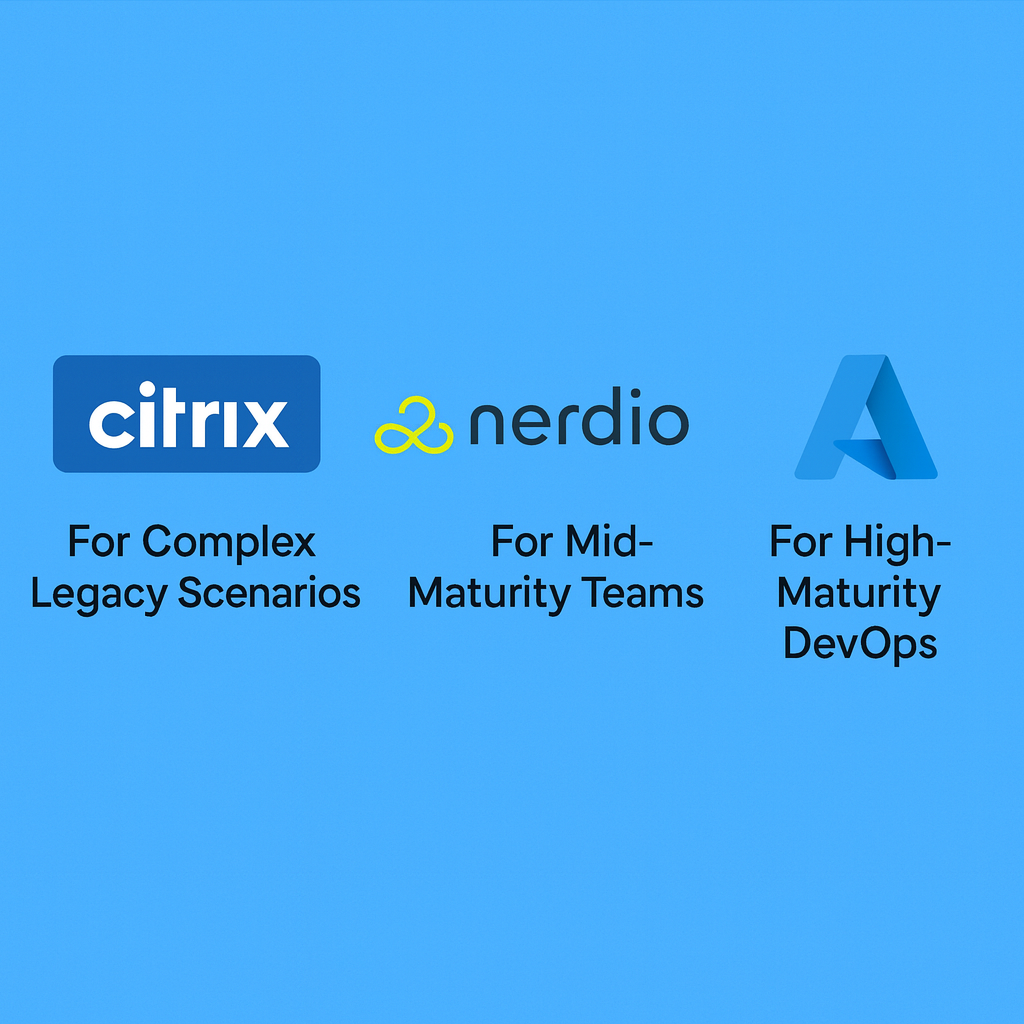 citrix
nerdio
For Complex
Legacy Scenarios
For Mid-
Maturity Teams
For High-
Maturity
DevOps